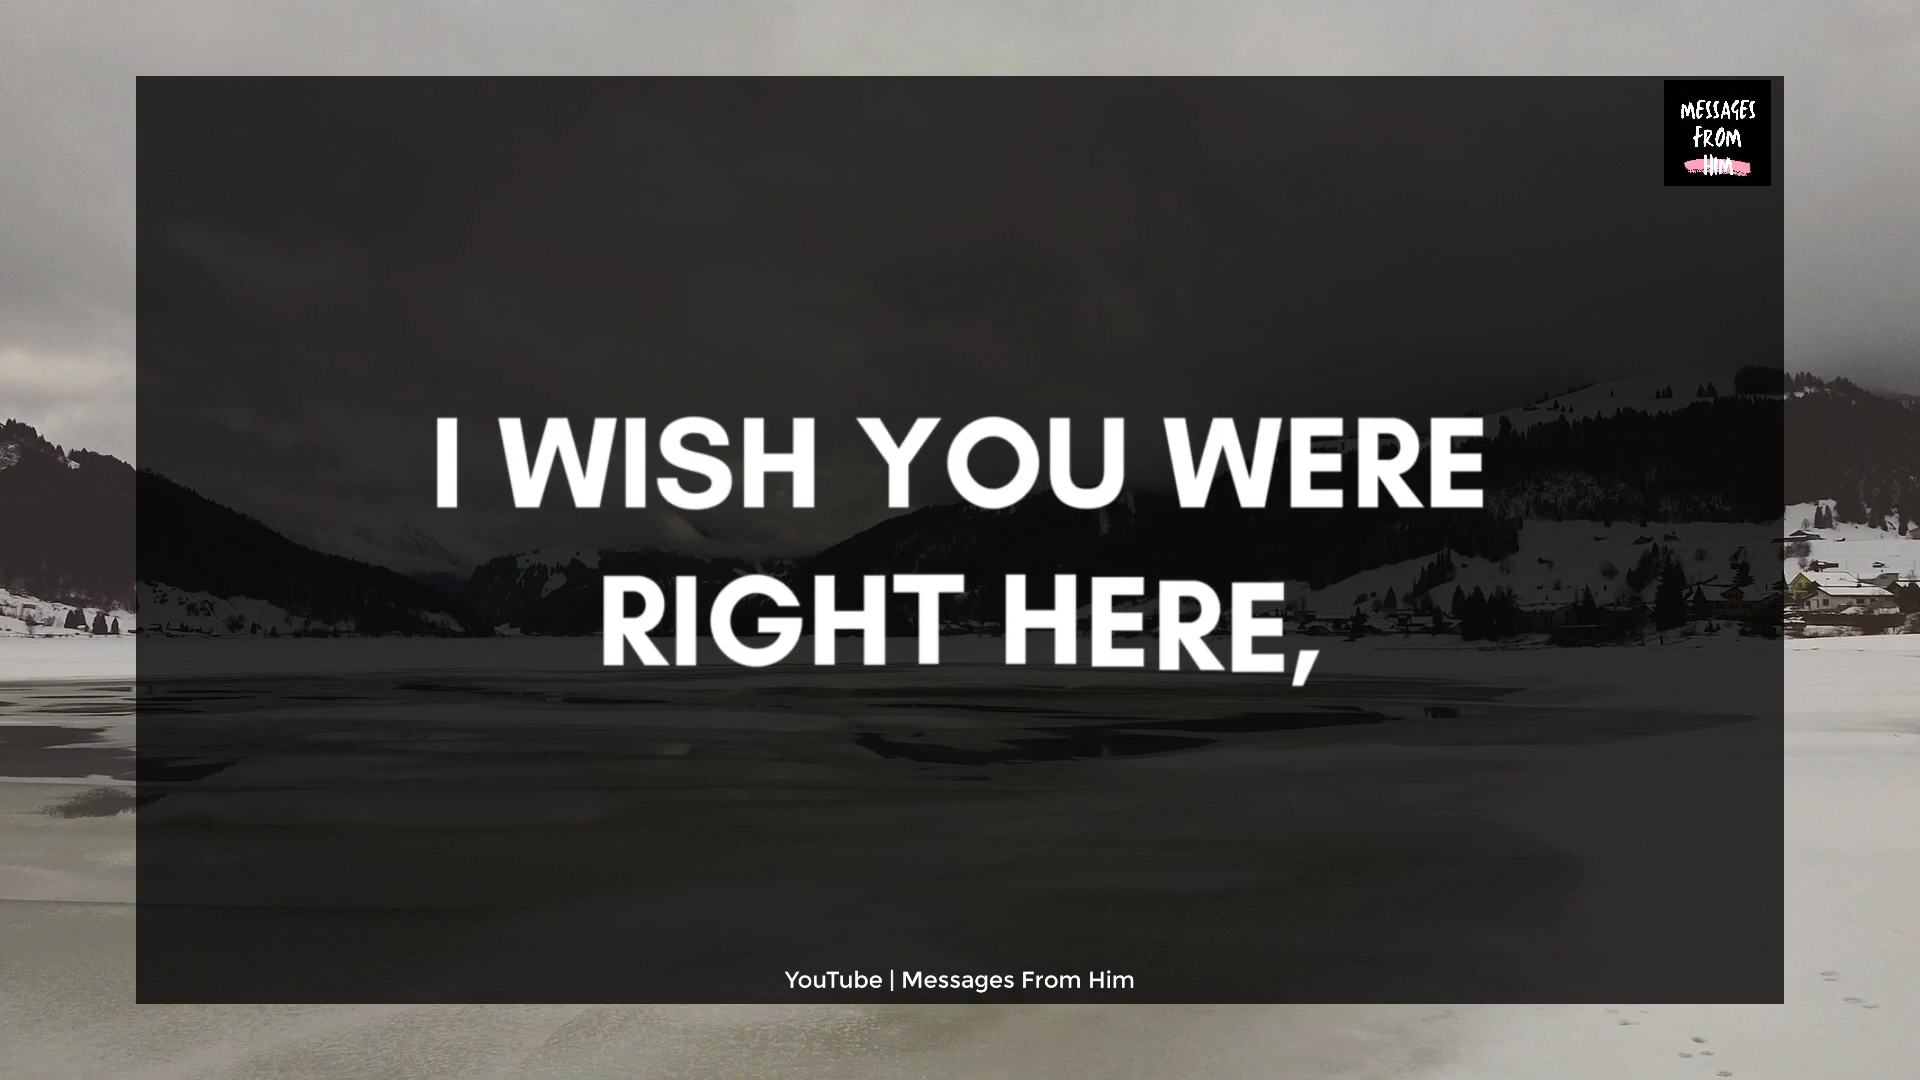 MESSAGES
FROM
HIM
I WISH YOU WERE
RIGHT HERE,
YouTube | Messages From Him